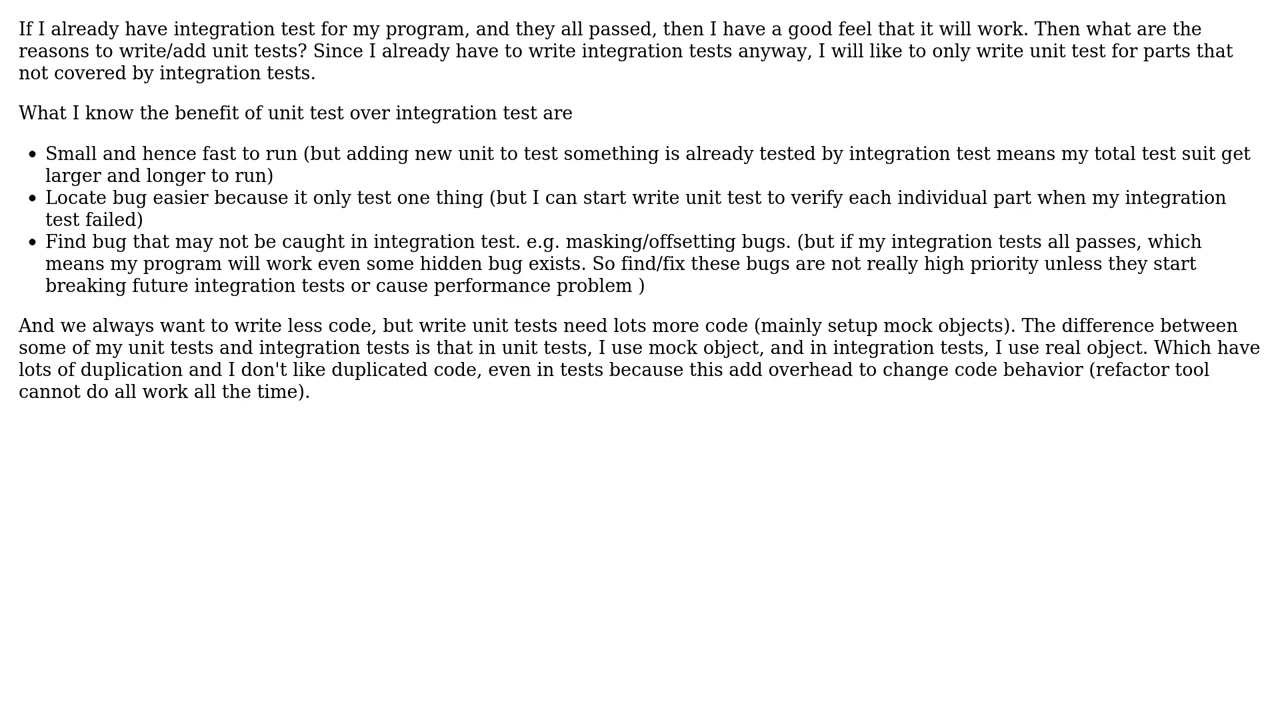 If I already have integration test for my program, and they all passed, then I have a good feel that it will work. Then what are the
reasons to write/add unit tests? Since I already have to write integration tests anyway, I will like to only write unit test for parts that
not covered by integration tests.
What I know the benefit of unit test over integration test are
• Small and hence fast to run (but adding new unit to test something is already tested by integration test means my total test suit get
larger and longer to run)
• Locate bug easier because it only test one thing (but I can start write unit test to verify each individual part when my integration
test failed)
• Find bug that may not be caught in integration test. e.g. masking/offsetting bugs. (but if my integration tests all passes, which
means my program will work even some hidden bug exists. So find/fix these bugs are not really high priority unless they start
breaking future integration tests or cause performance problem )
And we always want to write less code, but write unit tests need lots more code (mainly setup mock objects). The difference between
some of my unit tests and integration tests is that in unit tests, I use mock object, and in integration tests, I use real object. Which have
lots of duplication and I don't like duplicated code, even in tests because this add overhead to change code behavior (refactor tool
cannot do all work all the time).